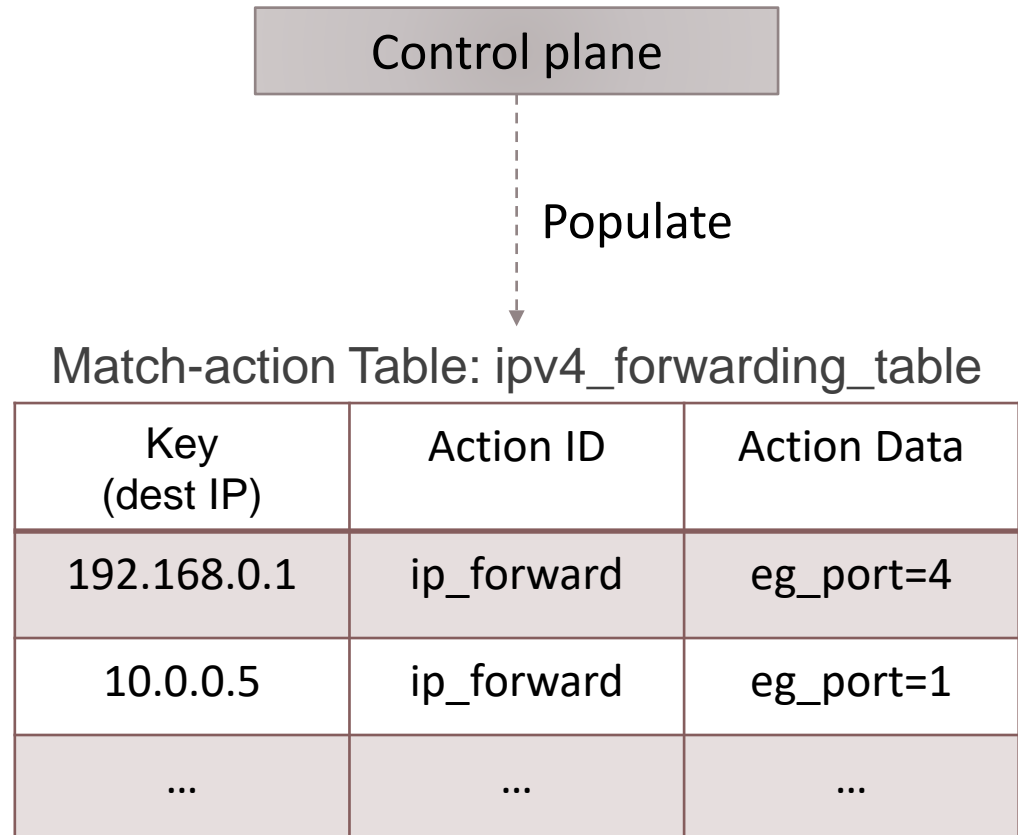 Control plane
Populate
Match-action Table: ipv4_forwarding_table
Key
(dest IP)
Action ID
Action Data
192.168.0.1
ip_forward
eg_port=4
10.0.0.5
ip_forward
eg_port=1
...
...
...